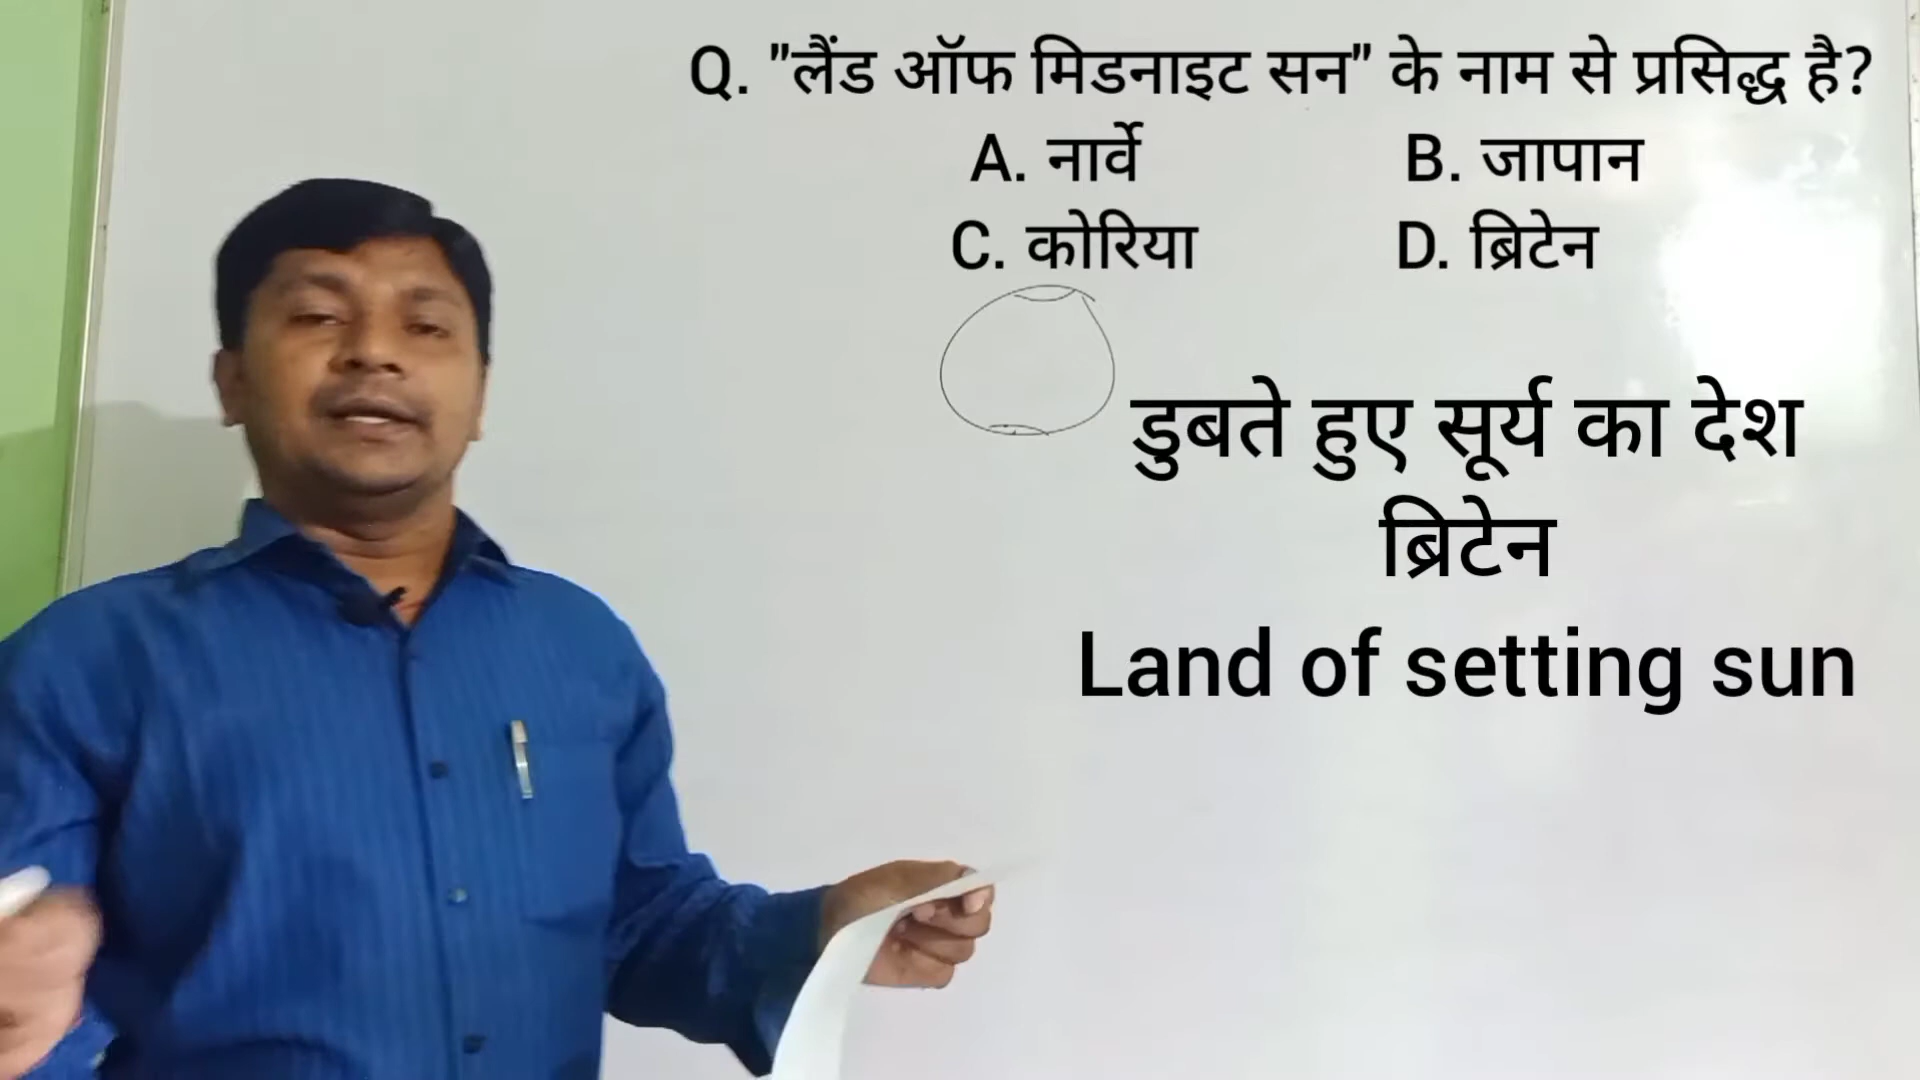 Q. "लैंड ऑफ मिडनाइट सन" के नाम से प्रसिद्ध है?
A. नार्वे B. जापान
C. कोरिया D. ब्रिटेन
डुबते हुए सूर्य का देश
ब्रिटेन
Land of setting sun